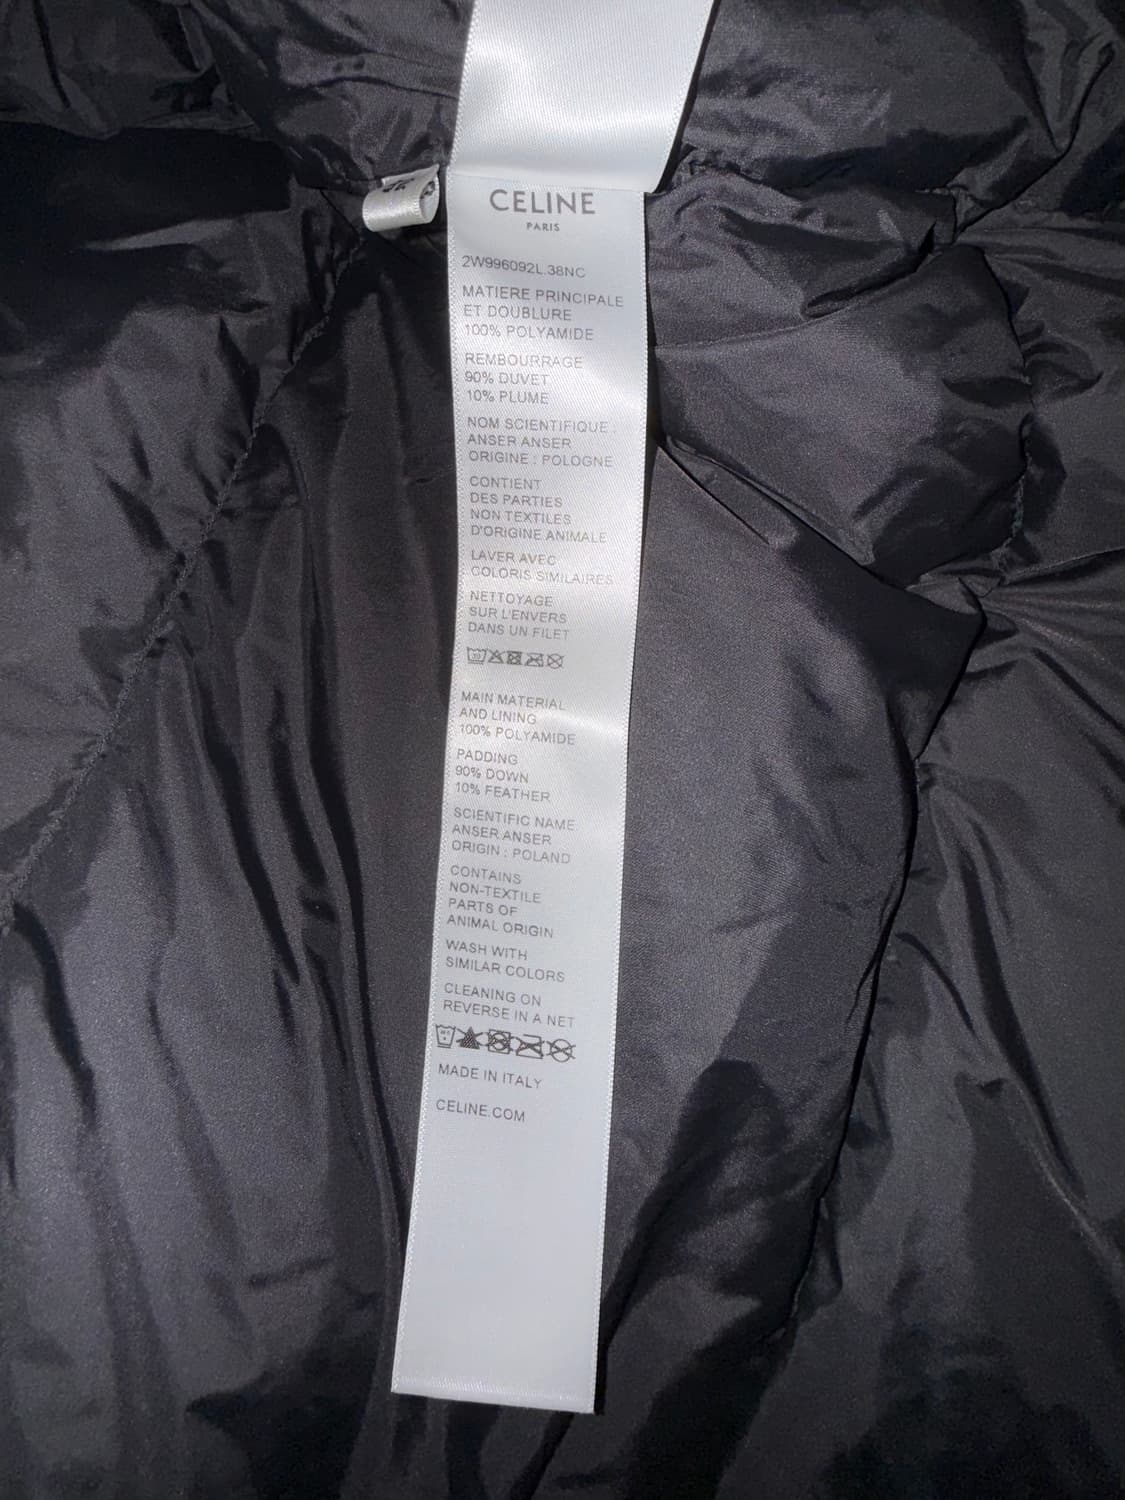 CELINE
PARIS
2W996092L.38NC
MATIERE PRINCIPALE
ET DOUBLURE
100% POLYAMIDE
REMBOURRAGE
90% DUVET
10% PLUME
NOM SCIENTIFIQUE :
ANSER ANSER
ORIGINE : POLOGNE
CONTIENT
DES PARTIES
NON TEXTILES
D'ORIGINE ANIMALE
LAVER AVEC
COLORIS SIMILAIRES
NETTOYAGE
SUR L'ENVERS
DANS UN FILET
MAIN MATERIAL
AND LINING
100% POLYAMIDE
PADDING
90% DOWN
10% FEATHER
SCIENTIFIC NAME
ANSER ANSER
ORIGIN : POLAND
CONTAINS
NON-TEXTILE
PARTS OF
ANIMAL ORIGIN
WASH WITH
SIMILAR COLORS
CLEANING ON
REVERSE IN A NET
MADE IN ITALY
CELINE.COM